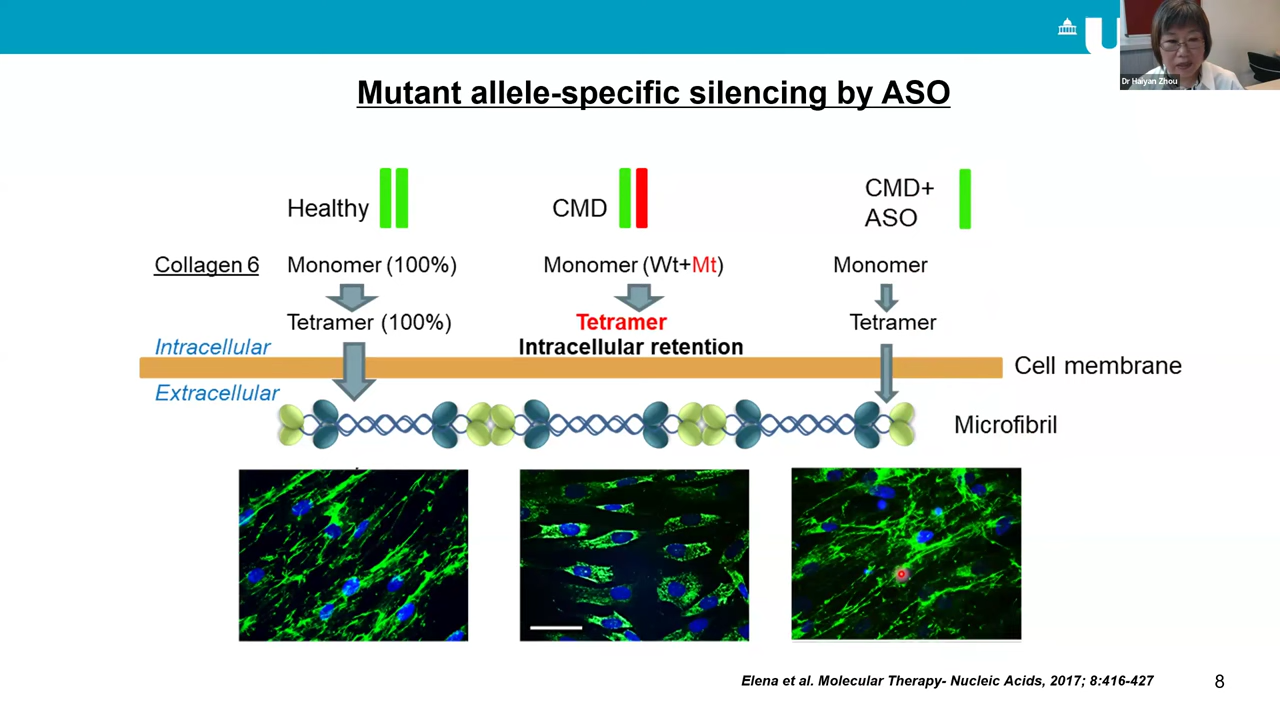 U
Dr Haiyan Zhou
Mutant allele-specific silencing by ASO
Healthy
CMD
CMD+
ASO
Collagen 6
Monomer (100%)
Monomer (Wt+Mt)
Monomer
Tetramer (100%)
Tetramer
Tetramer
Intracellular
Intracellular retention
Cell membrane
Extracellular
Microfibril
Elena et al. Molecular Therapy- Nucleic Acids, 2017; 8:416-427
8